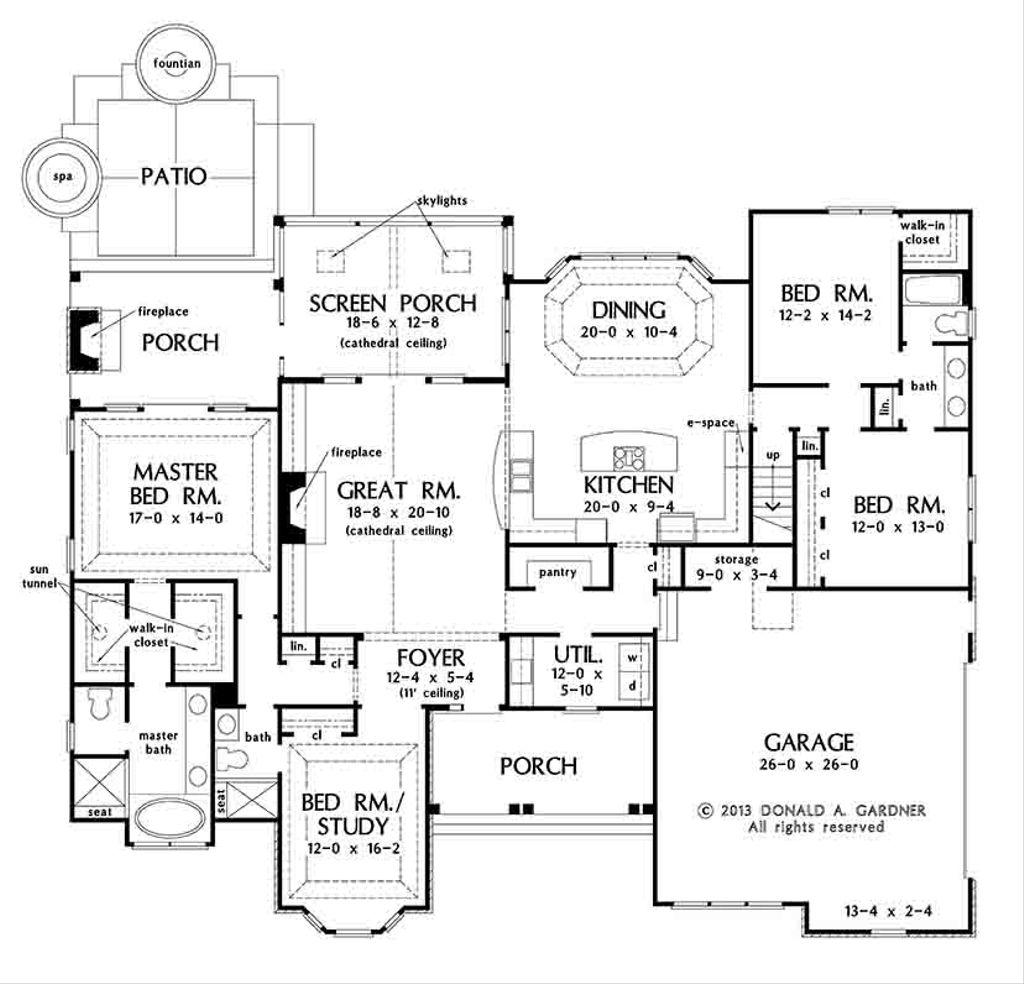 fountian
spa
PATIO
skylights
walk-in
closet
fireplace
PORCH
SCREEN PORCH
18-6 x 12-8
(cathedral ceiling)
DINING
20-0 x 10-4
BED RM.
12-2 x 14-2
bath
lin.
e-space
up
lin.
cl
cl
BED RM.
12-0 x 13-0
MASTER
BED RM.
17-0 x 14-0
fireplace
GREAT RM.
18-8 x 20-10
(cathedral ceiling)
KITCHEN
20-0 x 9-4
pantry
cl
storage
9-0 x 3-4
sun
tunnel
walk-in
closet
lin.
cl
FOYER
12-4 x 5-4
(11' ceiling)
UTIL.
12-0 x
5-10
w
d
master
bath
bath
cl
seat
seat
PORCH
BED RM./
STUDY
12-0 x 16-2
GARAGE
26-0 x 26-0
© 2013 DONALD A. GARDNER
All rights reserved
13-4 x 2-4